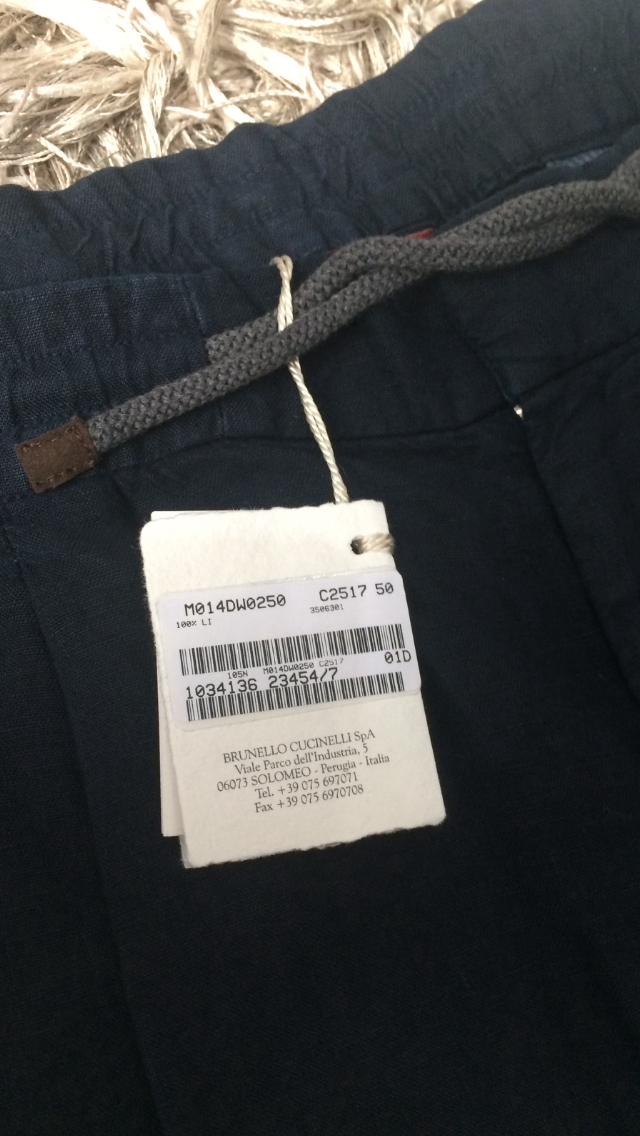 M014DW0250 C2517 50
100% LI 3506301
105N M014DW0250 C2517
1034136 23454/7 01D
BRUNELLO CUCINELLI SpA
Viale Parco dell'Industria, 5
06073 SOLOMEO - Perugia - Italia
Tel. +39 075 697071
Fax +39 075 6970708